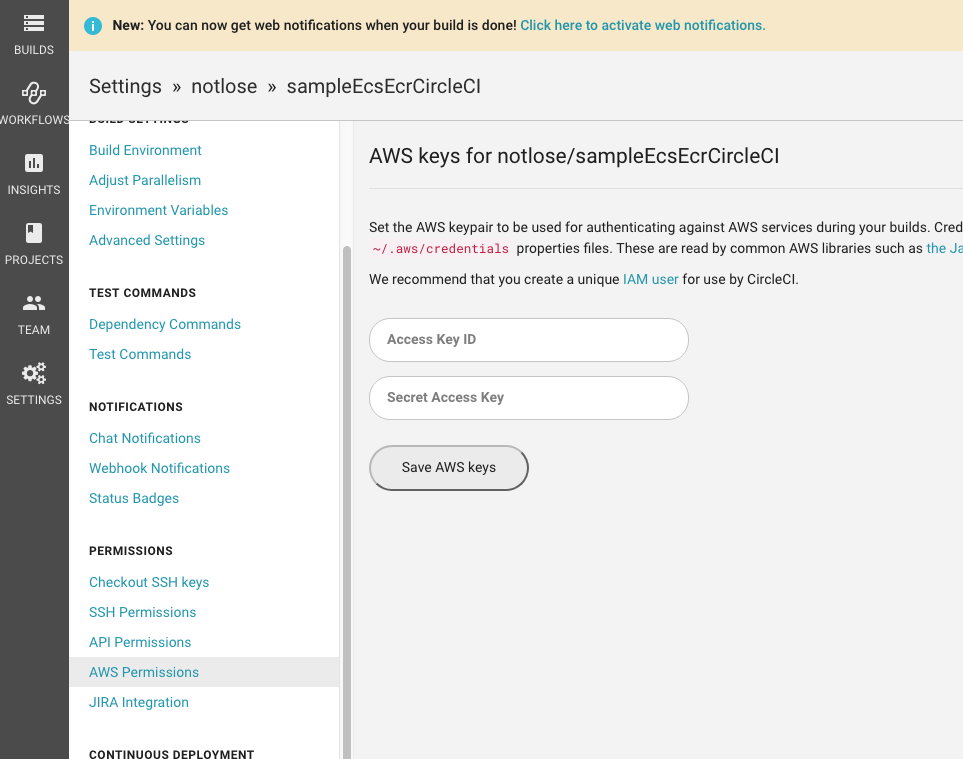 New: You can now get web notifications when your build is done! Click here to activate web notifications.
BUILDS
WORKFLOWS
INSIGHTS
PROJECTS
TEAM
SETTINGS
Settings » notlose » sampleEcsEcrCircleCI
BUILD SETTINGS
Build Environment
Adjust Parallelism
Environment Variables
Advanced Settings
TEST COMMANDS
Dependency Commands
Test Commands
NOTIFICATIONS
Chat Notifications
Webhook Notifications
Status Badges
PERMISSIONS
Checkout SSH keys
SSH Permissions
API Permissions
AWS Permissions
JIRA Integration
CONTINUOUS DEPLOYMENT
AWS keys for notlose/sampleEcsEcrCircleCI
Set the AWS keypair to be used for authenticating against AWS services during your builds. Cred
~/.aws/credentials properties files. These are read by common AWS libraries such as the Ja
We recommend that you create a unique IAM user for use by CircleCI.
Access Key ID
Secret Access Key
Save AWS keys